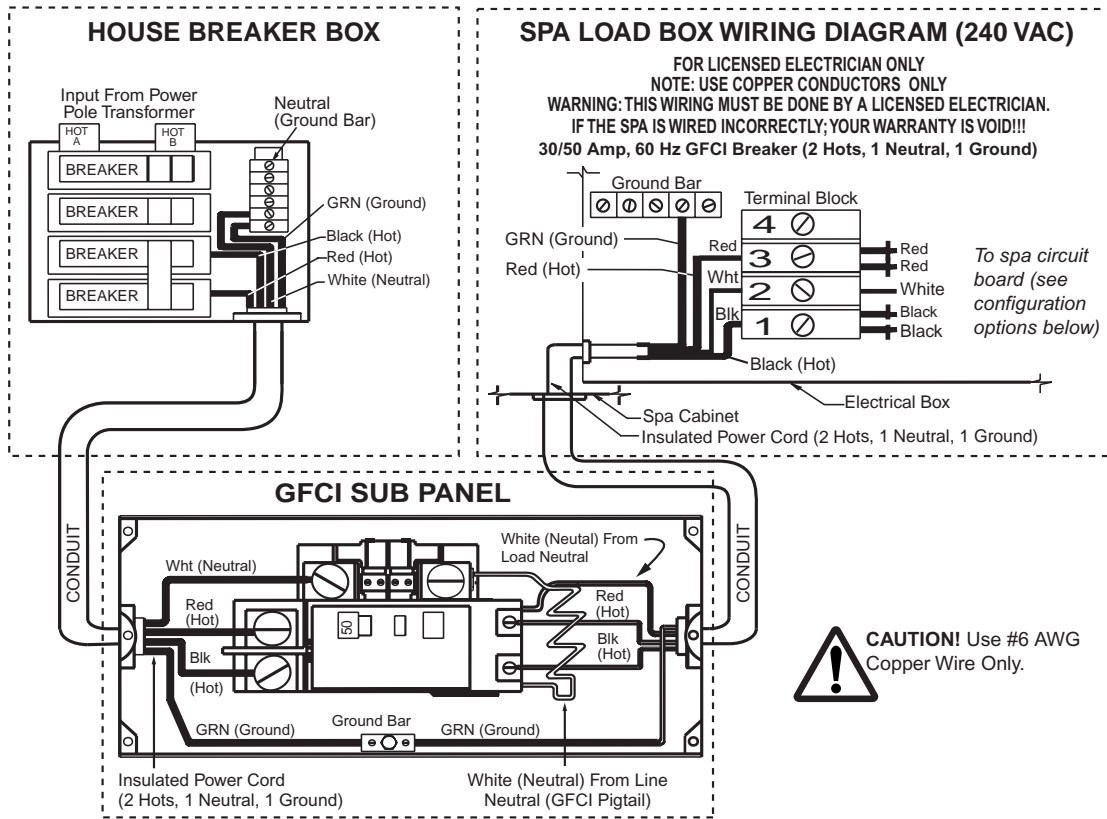 HOUSE BREAKER BOX
Input From Power
Pole Transformer
HOT
A
HOT
B
Neutral
(Ground Bar)
BREAKER
BREAKER
BREAKER
BREAKER
GRN (Ground)
Black (Hot)
Red (Hot)
White (Neutral)
SPA LOAD BOX WIRING DIAGRAM (240 VAC)
FOR LICENSED ELECTRICIAN ONLY
NOTE: USE COPPER CONDUCTORS ONLY
WARNING: THIS WIRING MUST BE DONE BY A LICENSED ELECTRICIAN.
IF THE SPA IS WIRED INCORRECTLY; YOUR WARRANTY IS VOID!!!
30/50 Amp, 60 Hz GFCI Breaker (2 Hots, 1 Neutral, 1 Ground)
Ground Bar
Terminal Block
GRN (Ground)
Red (Hot)
Red
Wht
Blk
4
3
2
1
Red
Red
White
Black
Black
To spa circuit
board (see
configuration
options below)
Black (Hot)
Electrical Box
Spa Cabinet
Insulated Power Cord (2 Hots, 1 Neutral, 1 Ground)
GFCI SUB PANEL
CONDUIT
CONDUIT
Wht (Neutral)
Red
(Hot)
Blk
(Hot)
50
White (Neutal) From
Load Neutral
Red
(Hot)
Blk
(Hot)
GRN (Ground)
Ground Bar
GRN (Ground)
Insulated Power Cord
(2 Hots, 1 Neutral, 1 Ground)
White (Neutral) From Line
Neutral (GFCI Pigtail)
! CAUTION! Use #6 AWG
Copper Wire Only.